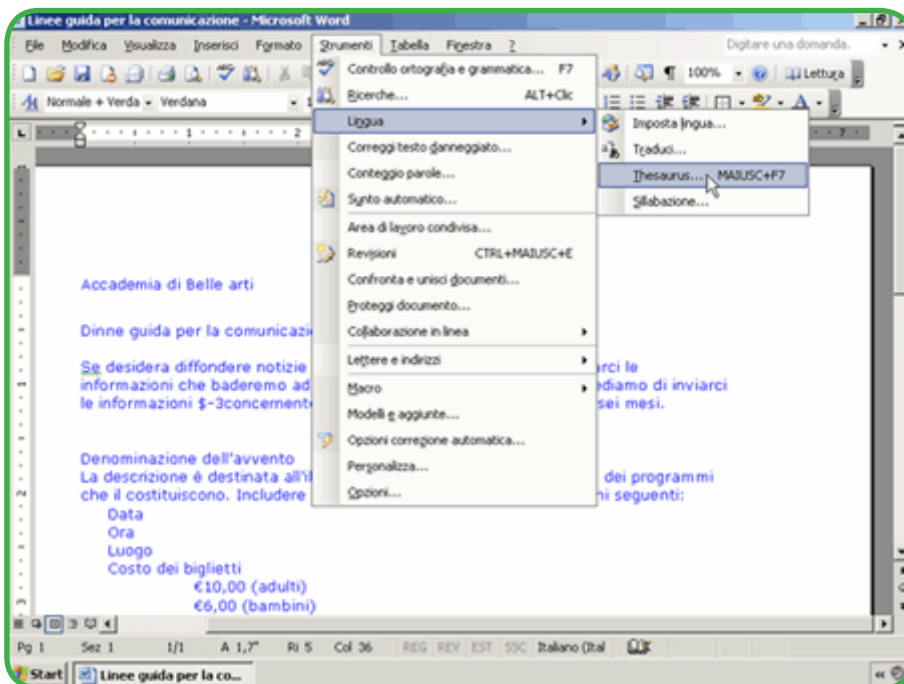 Linee guida per la comunicazione - Microsoft Word
File Modifica Visualizza Inserisci Formato Strumenti Tabella Finestra ? Digitare una domanda.
100% Lettura
Normale + Verda Verdana
Controllo ortografia e grammatica... F7
Ricerche... ALT+Clic
Lingua
Correggi testo danneggiato...
Conteggio parole...
Synto automatico...
Area di lavoro condivisa...
Revisioni CTRL+MAIUSC+E
Confronta e unisci documenti...
Proteggi documento...
Collaborazione in linea
Lettere e indirizzi
Macro
Modelli e aggiunte...
Opzioni correzione automatica...
Personalizza...
Opzioni...
Imposta lingua...
Traduci...
Thesaurus... MAIUSC+F7
Sillabazione...
Accademia di Belle arti
Dinne guida per la comunicazi
Se desidera diffondere notizie rci le
informazioni che baderemo ad ediamo di inviarci
le informazioni $-3concernent sei mesi.
Denominazione dell'avvento
La descrizione è destinata all'i dei programmi
che il costituiscono. Includere ni seguenti:
Data
Ora
Luogo
Costo dei biglietti
€10,00 (adulti)
€6,00 (bambini)
Pg 1 Sez 1 1/1 A 1,7" Ri 5 Col 36 REG REV EST SSC Italiano (Ital
Start Linee guida per la co...